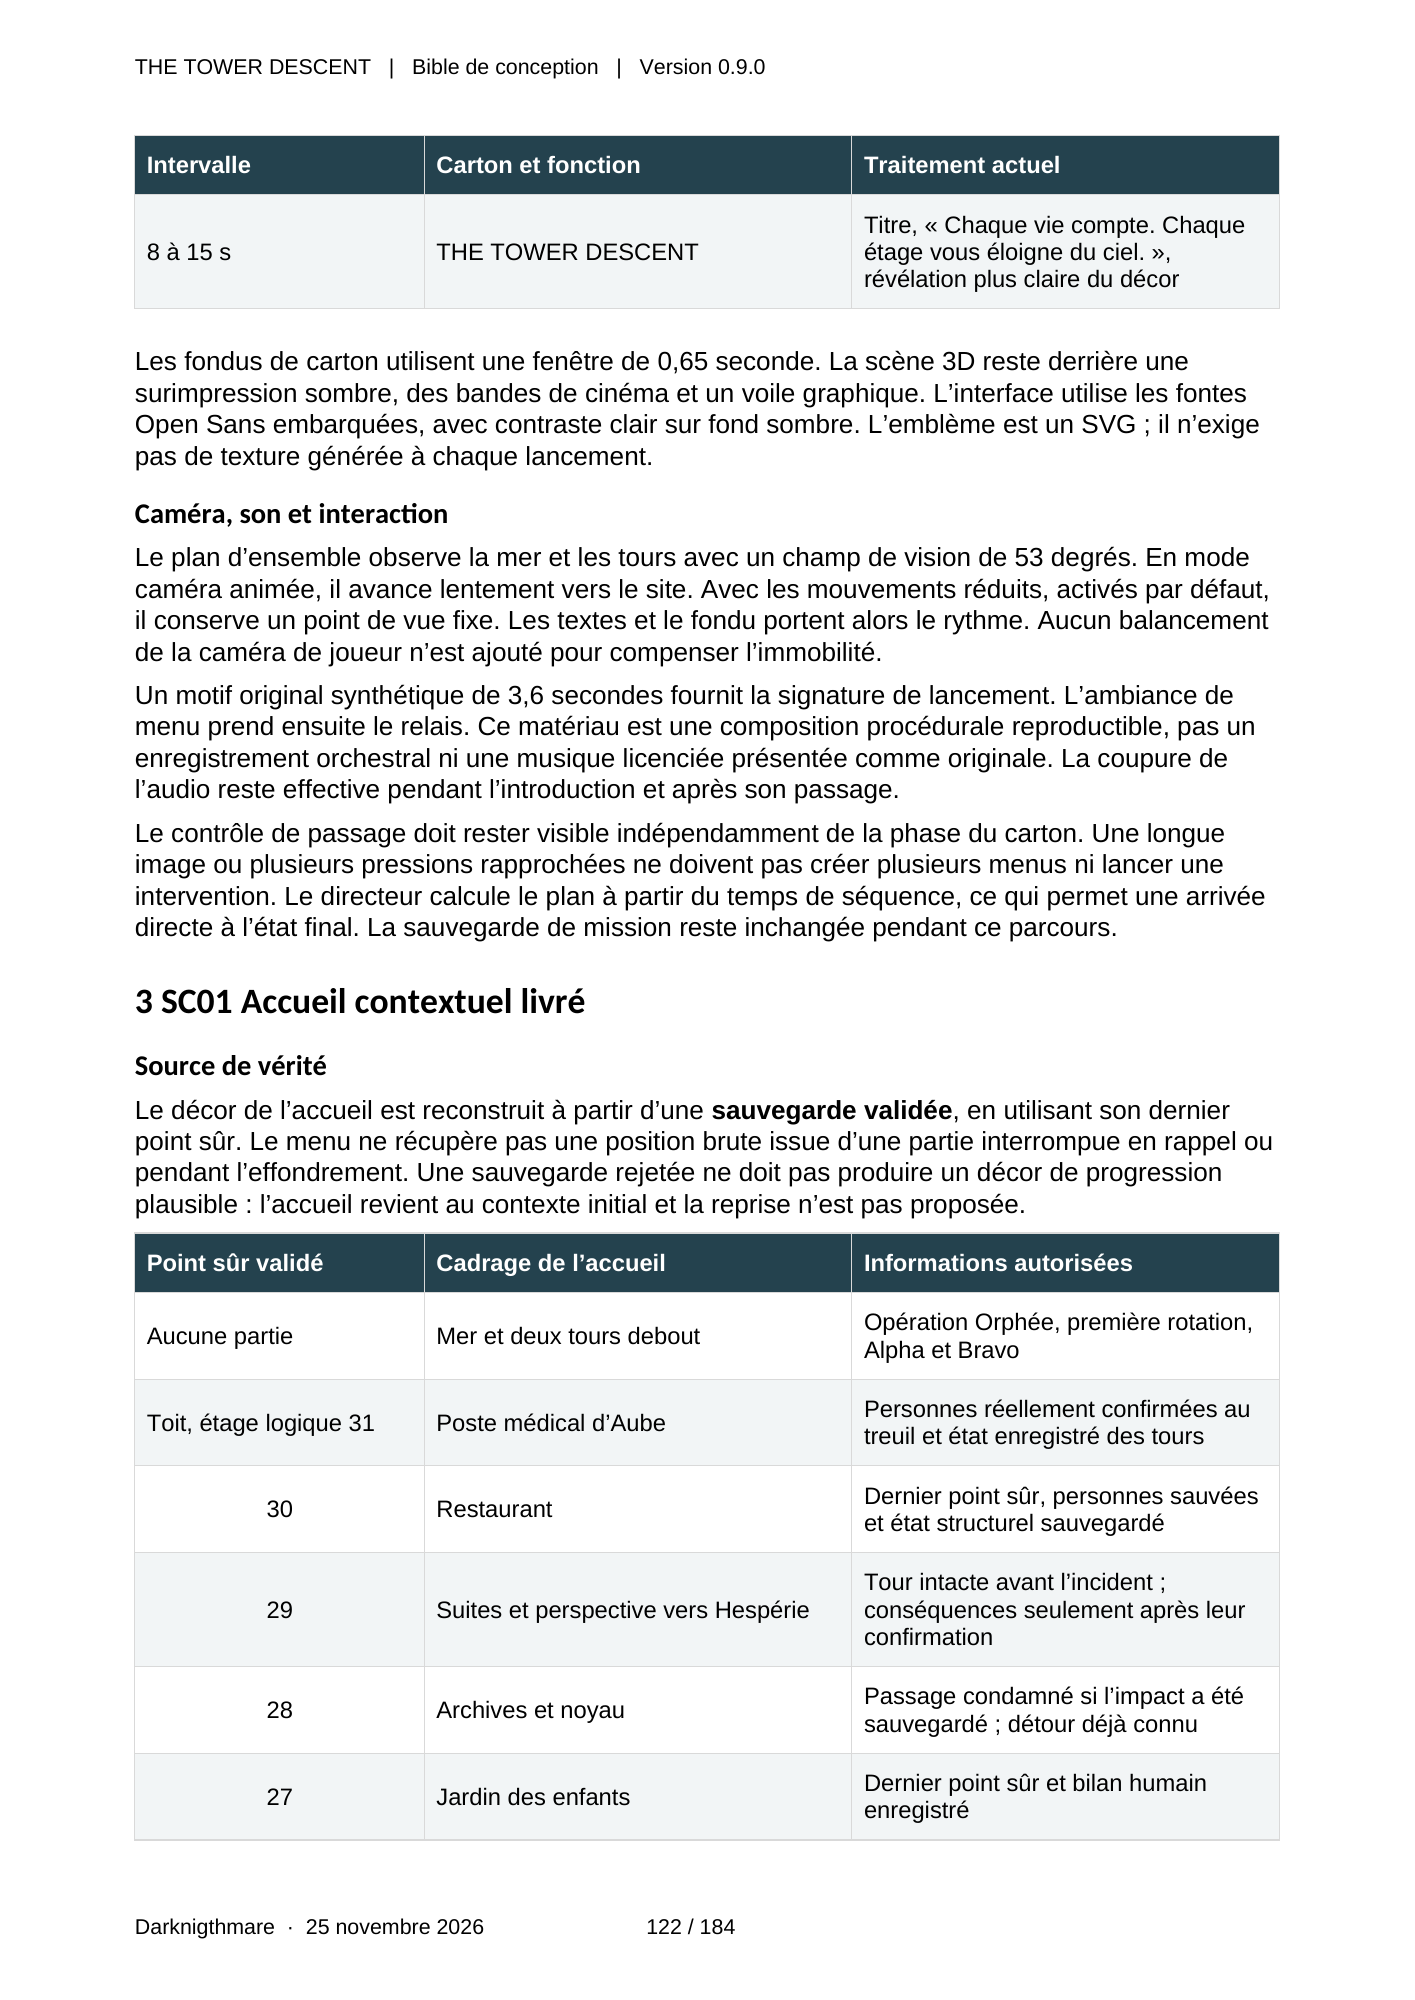 THE TOWER DESCENT | Bible de conception | Version 0.9.0
Intervalle Carton et fonction Traitement actuel
8 à 15 s THE TOWER DESCENT Titre, « Chaque vie compte. Chaque
étage vous éloigne du ciel. »,
révélation plus claire du décor
Les fondus de carton utilisent une fenêtre de 0,65 seconde. La scène 3D reste derrière une
surimpression sombre, des bandes de cinéma et un voile graphique. L’interface utilise les fontes
Open Sans embarquées, avec contraste clair sur fond sombre. L’emblème est un SVG ; il n’exige
pas de texture générée à chaque lancement.
Caméra, son et interaction
Le plan d’ensemble observe la mer et les tours avec un champ de vision de 53 degrés. En mode
caméra animée, il avance lentement vers le site. Avec les mouvements réduits, activés par défaut,
il conserve un point de vue fixe. Les textes et le fondu portent alors le rythme. Aucun balancement
de la caméra de joueur n’est ajouté pour compenser l’immobilité.
Un motif original synthétique de 3,6 secondes fournit la signature de lancement. L’ambiance de
menu prend ensuite le relais. Ce matériau est une composition procédurale reproductible, pas un
enregistrement orchestral ni une musique licenciée présentée comme originale. La coupure de
l’audio reste effective pendant l’introduction et après son passage.
Le contrôle de passage doit rester visible indépendamment de la phase du carton. Une longue
image ou plusieurs pressions rapprochées ne doivent pas créer plusieurs menus ni lancer une
intervention. Le directeur calcule le plan à partir du temps de séquence, ce qui permet une arrivée
directe à l’état final. La sauvegarde de mission reste inchangée pendant ce parcours.
3 SC01 Accueil contextuel livré
Source de vérité
Le décor de l’accueil est reconstruit à partir d’une sauvegarde validée, en utilisant son dernier
point sûr. Le menu ne récupère pas une position brute issue d’une partie interrompue en rappel ou
pendant l’effondrement. Une sauvegarde rejetée ne doit pas produire un décor de progression
plausible : l’accueil revient au contexte initial et la reprise n’est pas proposée.
Point sûr validé Cadrage de l’accueil Informations autorisées
Aucune partie Mer et deux tours debout Opération Orphée, première rotation,
Alpha et Bravo
Toit, étage logique 31 Poste médical d’Aube Personnes réellement confirmées au
treuil et état enregistré des tours
30 Restaurant Dernier point sûr, personnes sauvées
et état structurel sauvegardé
29 Suites et perspective vers Hespérie Tour intacte avant l’incident ;
conséquences seulement après leur
confirmation
28 Archives et noyau Passage condamné si l’impact a été
sauvegardé ; détour déjà connu
27 Jardin des enfants Dernier point sûr et bilan humain
enregistré
Darknigthmare · 25 novembre 2026 122 / 184